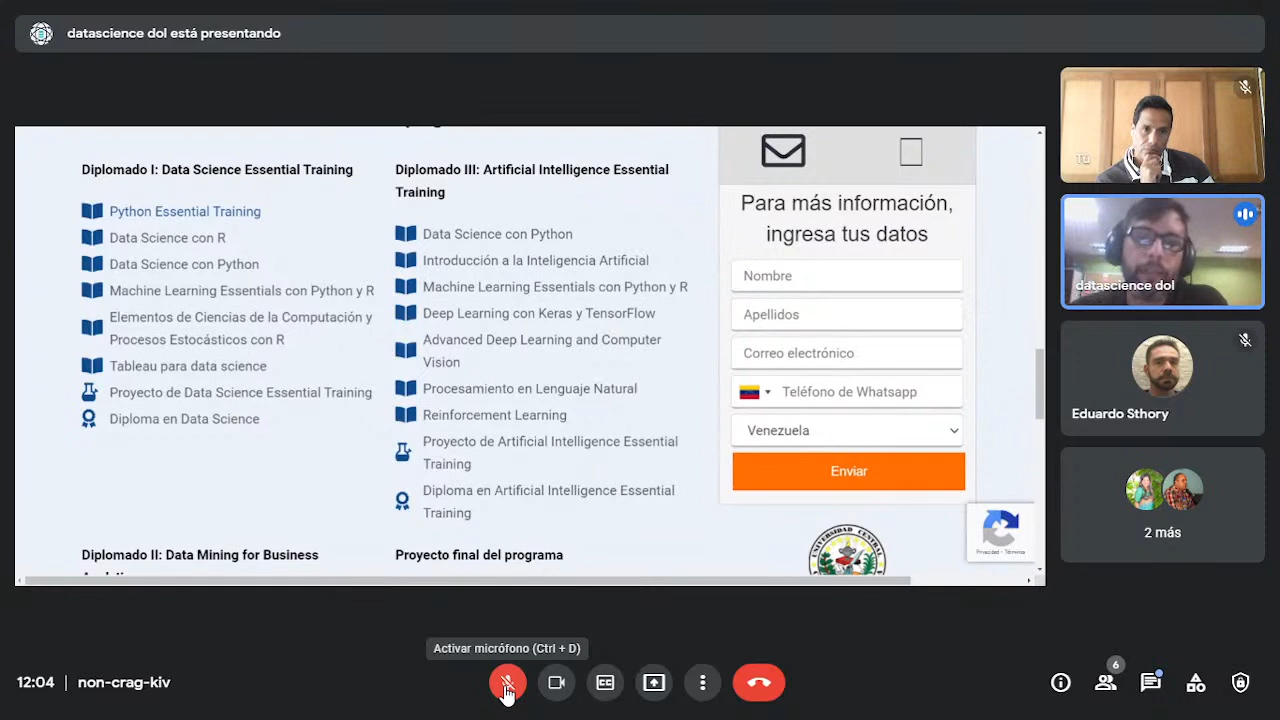 datascience dol está presentando
Diplomado I: Data Science Essential Training
Python Essential Training
Data Science con R
Data Science con Python
Machine Learning Essentials con Python y R
Elementos de Ciencias de la Computación y
Procesos Estocásticos con R
Tableau para data science
Proyecto de Data Science Essential Training
Diploma en Data Science
Diplomado II: Data Mining for Business
Diplomado III: Artificial Intelligence Essential
Training
Data Science con Python
Introducción a la Inteligencia Artificial
Machine Learning Essentials con Python y R
Deep Learning con Keras y TensorFlow
Advanced Deep Learning and Computer
Vision
Procesamiento en Lenguaje Natural
Reinforcement Learning
Proyecto de Artificial Intelligence Essential
Training
Diploma en Artificial Intelligence Essential
Training
Proyecto final del programa
Para más información,
ingresa tus datos
Nombre
Apellidos
Correo electrónico
Teléfono de Whatsapp
Venezuela
Enviar
UNIVERSIDAD CENTRAL
Privacidad - Términos
Tú
datascience dol
Eduardo Sthory
2 más
Activar micrófono (Ctrl + D)
12:04 | non-crag-kiv
6